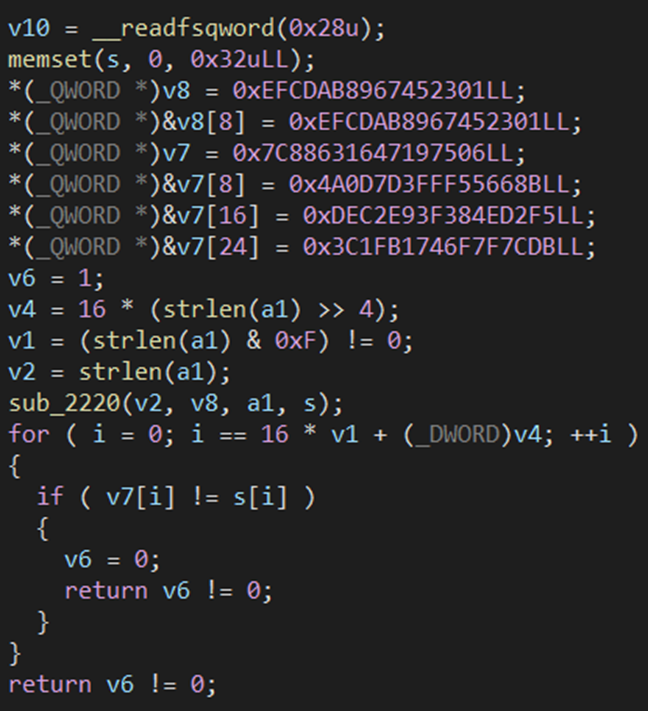 v10 = __readfsqword(0x28u);
memset(s, 0, 0x32uLL);
*(_QWORD *)v8 = 0xEFCDAB8967452301LL;
*(_QWORD *)&v8[8] = 0xEFCDAB8967452301LL;
*(_QWORD *)v7 = 0x7C88631647197506LL;
*(_QWORD *)&v7[8] = 0x4A0D7D3FFF55668BLL;
*(_QWORD *)&v7[16] = 0xDEC2E93F384ED2F5LL;
*(_QWORD *)&v7[24] = 0x3C1FB1746F7F7CDBLL;
v6 = 1;
v4 = 16 * (strlen(a1) >> 4);
v1 = (strlen(a1) & 0xF) != 0;
v2 = strlen(a1);
sub_2220(v2, v8, a1, s);
for ( i = 0; i == 16 * v1 + (_DWORD)v4; ++i )
{
if ( v7[i] != s[i] )
{
v6 = 0;
return v6 != 0;
}
}
return v6 != 0;